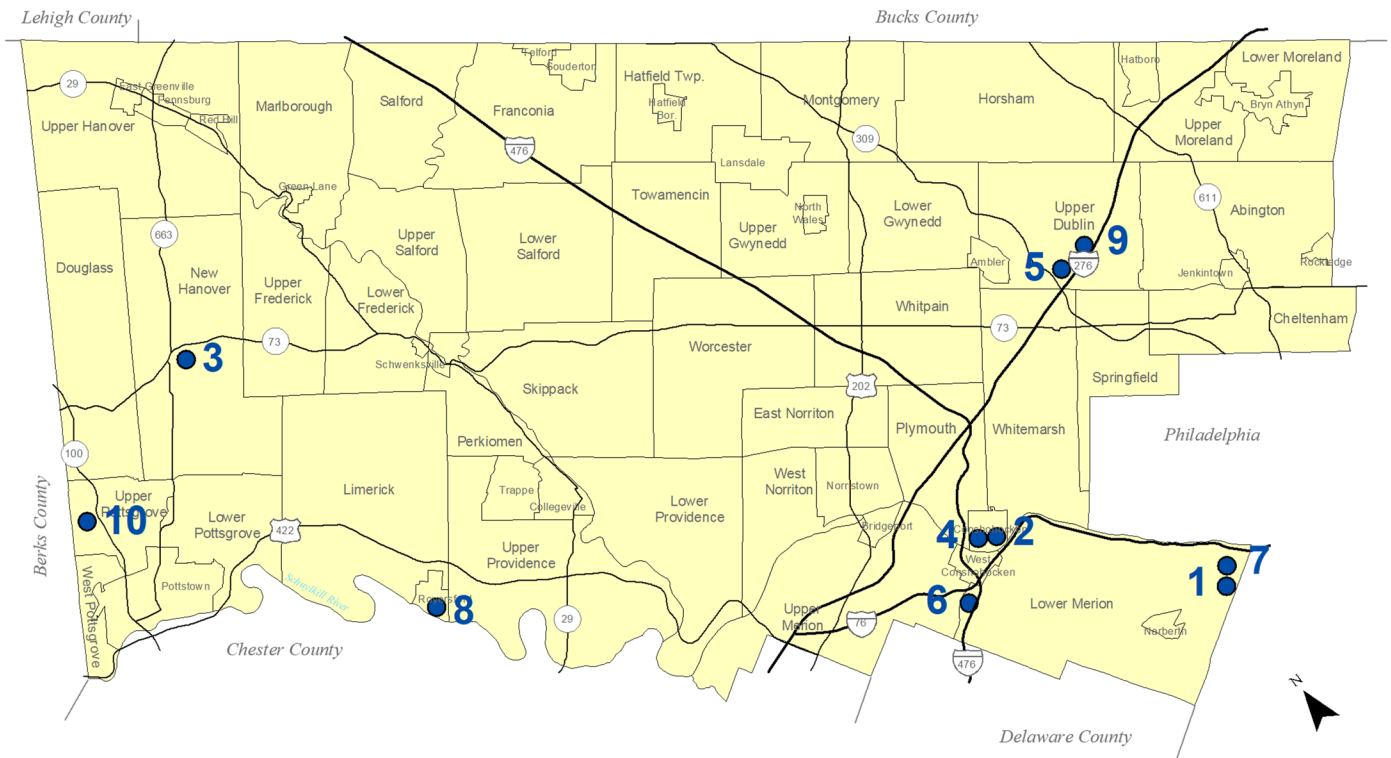 Lehigh County
Bucks County
Telford
Souderton
Hatboro
Lower Moreland
29
East Greenville
Pennsburg
Red Hill
Upper Hanover
Marlborough
Salford
Franconia
Hatfield Twp.
Hatfield
Bor.
Montgomery
Horsham
Bryn Athyn
Upper
Moreland
309
476
Lansdale
Green Lane
Towamencin
North
Wales
Lower
Gwynedd
Upper
Dublin
611
Abington
663
Upper
Salford
Lower
Salford
Upper
Gwynedd
9
5
276
Ambler
Jenkintown
Rockledge
Douglass
New
Hanover
Upper
Frederick
Lower
Frederick
Whitpain
Cheltenham
73
73
3
Schwenksville
Worcester
202
Springfield
Skippack
East Norriton
Plymouth
Whitemarsh
Philadelphia
Perkiomen
100
Berks County
Upper
Pottsgrove
10
Lower
Pottsgrove
422
Limerick
Trappe
Collegeville
Lower
Providence
West
Norriton
Norristown
Bridgeport
Conshohocken
4
2
West
Conshohocken
7
1
Upper
Providence
Pottstown
West Pottsgrove
Schuylkill River
Royersford
8
29
Upper
Merion
76
6
Lower Merion
Narberth
Chester County
476
N
Delaware County